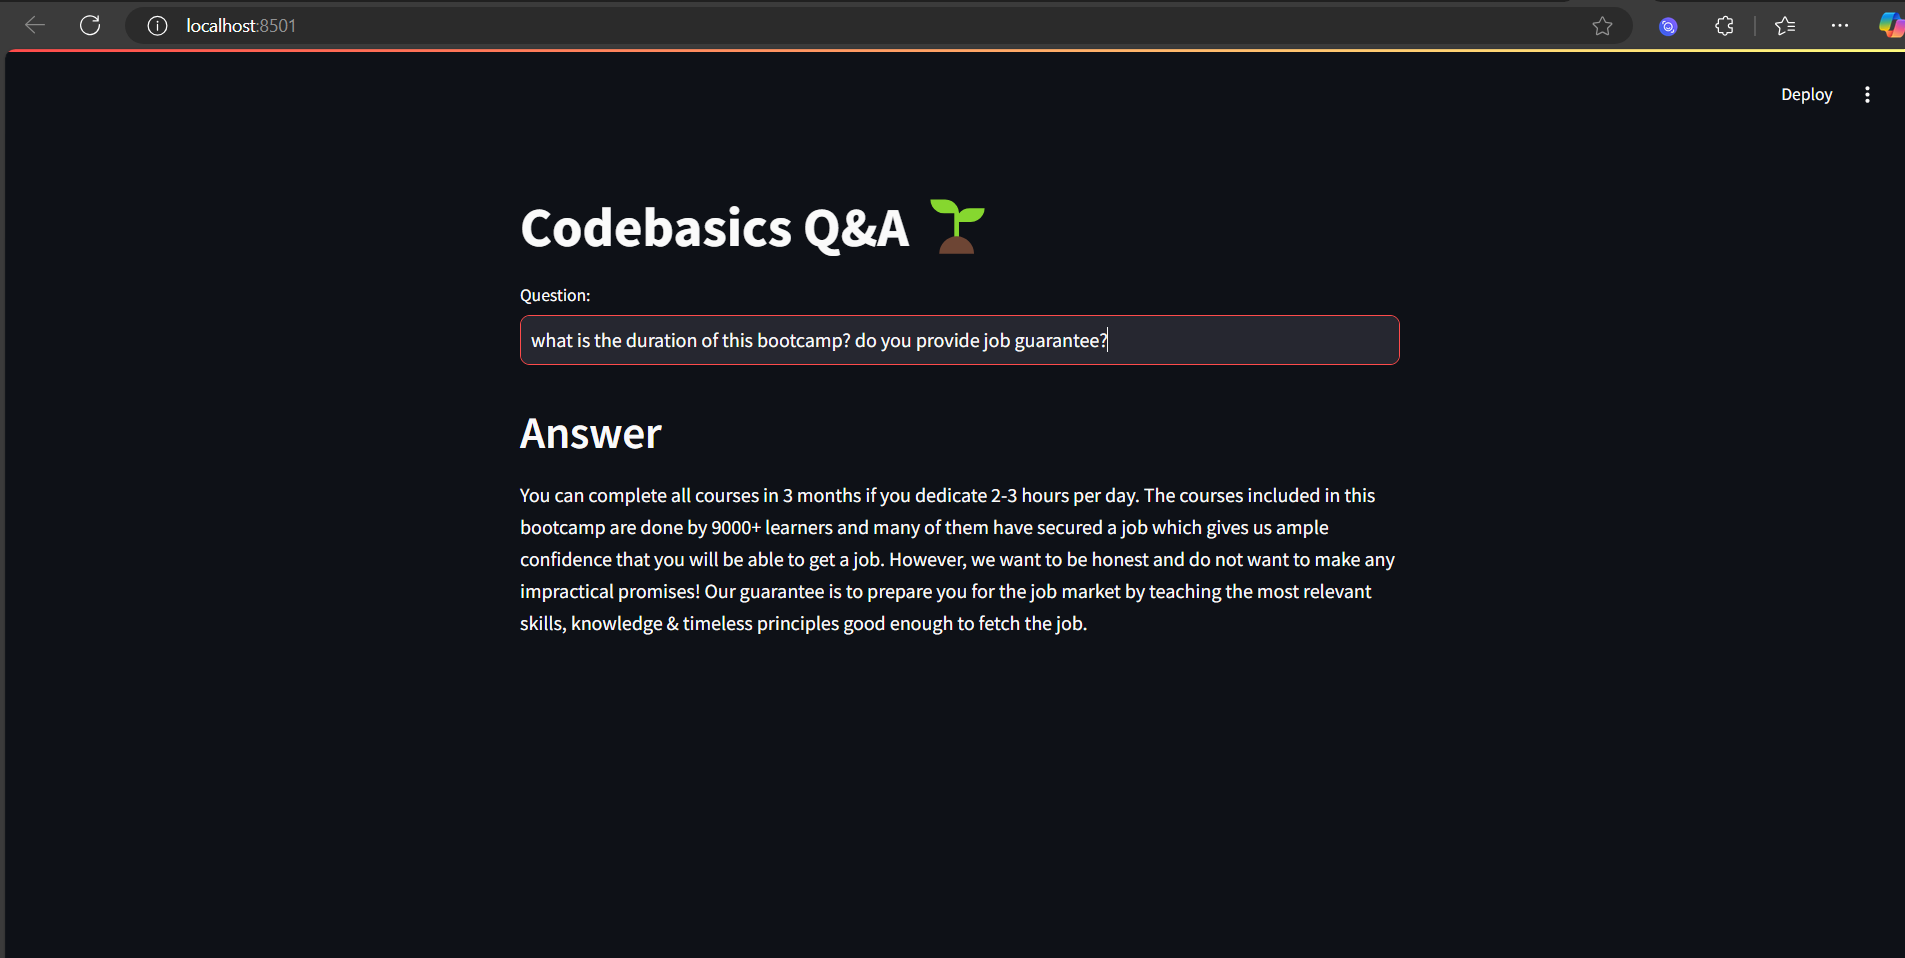 localhost:8501
Deploy
Codebasics Q&A
Question:
what is the duration of this bootcamp? do you provide job guarantee?
Answer
You can complete all courses in 3 months if you dedicate 2-3 hours per day. The courses included in this
bootcamp are done by 9000+ learners and many of them have secured a job which gives us ample
confidence that you will be able to get a job. However, we want to be honest and do not want to make any
impractical promises! Our guarantee is to prepare you for the job market by teaching the most relevant
skills, knowledge & timeless principles good enough to fetch the job.